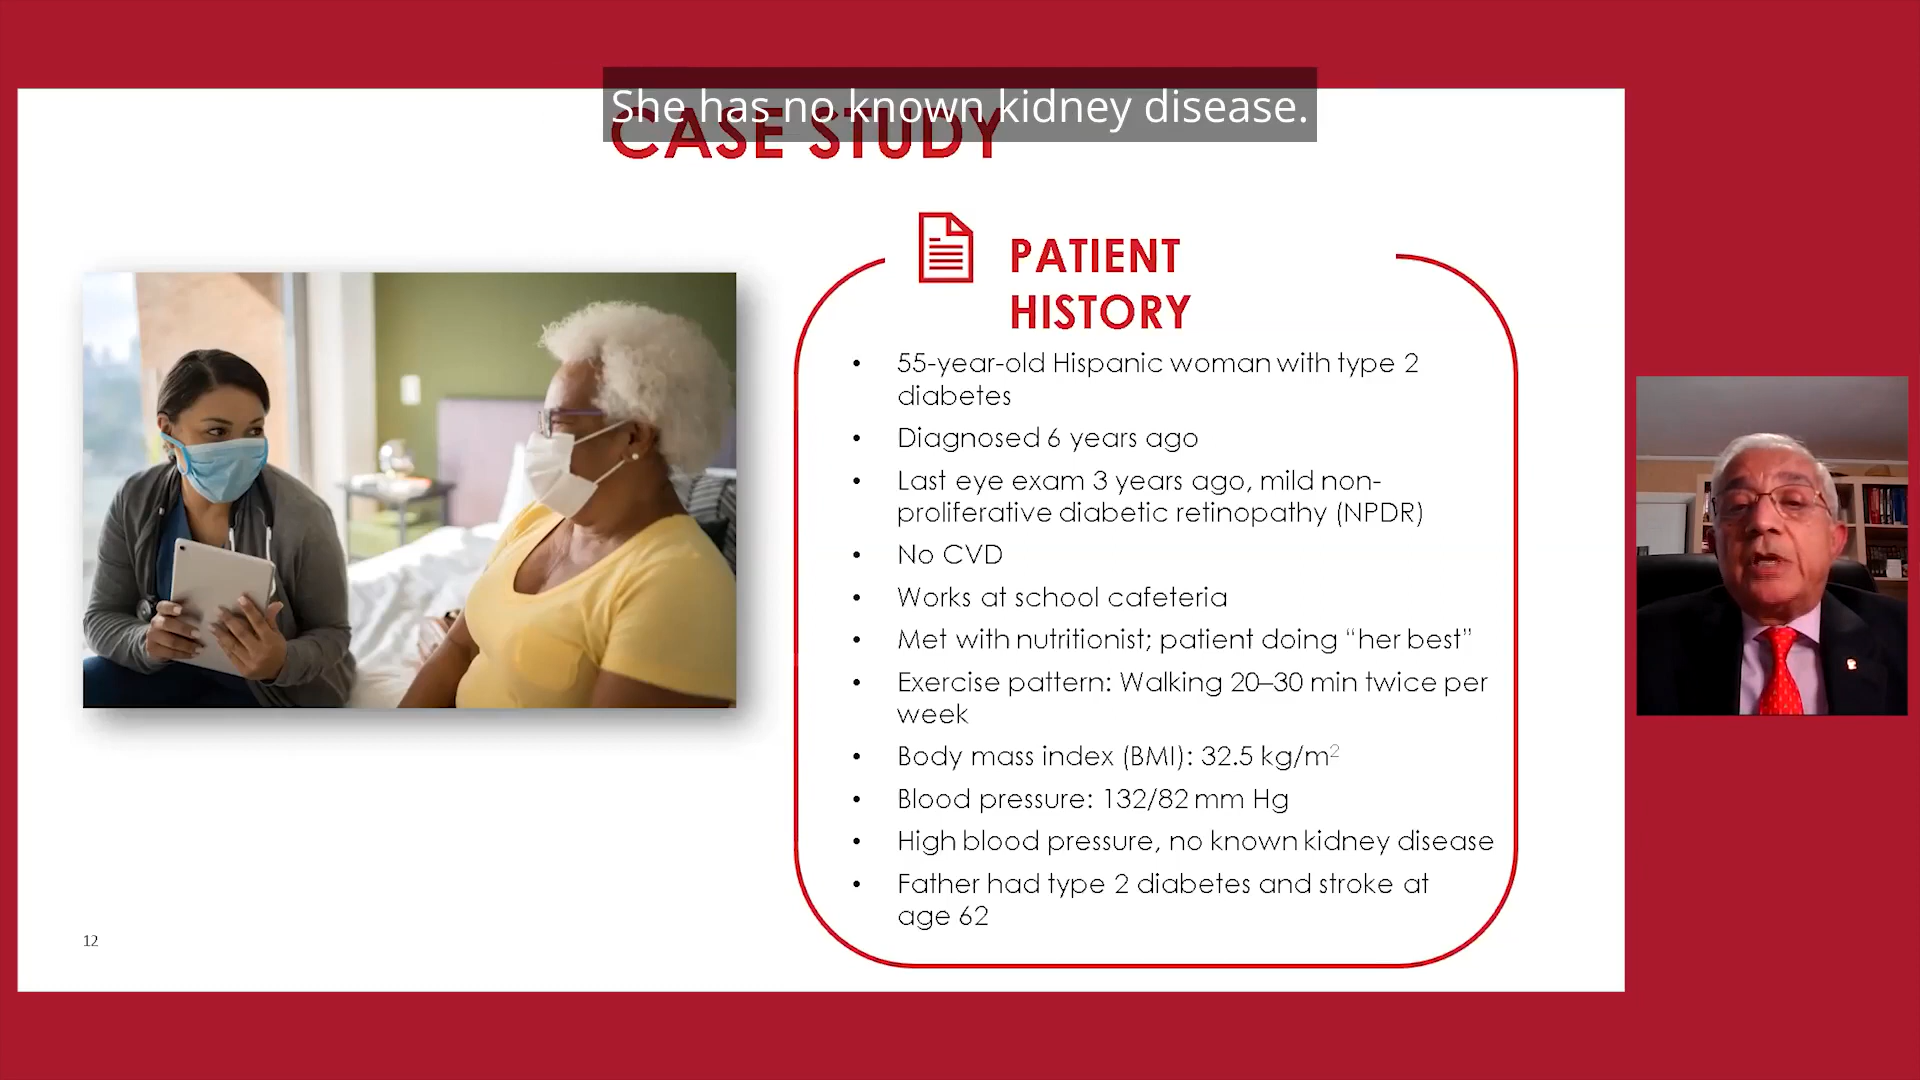 She has no known kidney disease.
CASE STUDY
PATIENT
HISTORY
• 55-year-old Hispanic woman with type 2
diabetes
• Diagnosed 6 years ago
• Last eye exam 3 years ago, mild non-
proliferative diabetic retinopathy (NPDR)
• No CVD
• Works at school cafeteria
• Met with nutritionist; patient doing “her best”
• Exercise pattern: Walking 20–30 min twice per
week
• Body mass index (BMI): 32.5 kg/m²
• Blood pressure: 132/82 mm Hg
• High blood pressure, no known kidney disease
• Father had type 2 diabetes and stroke at
age 62
12